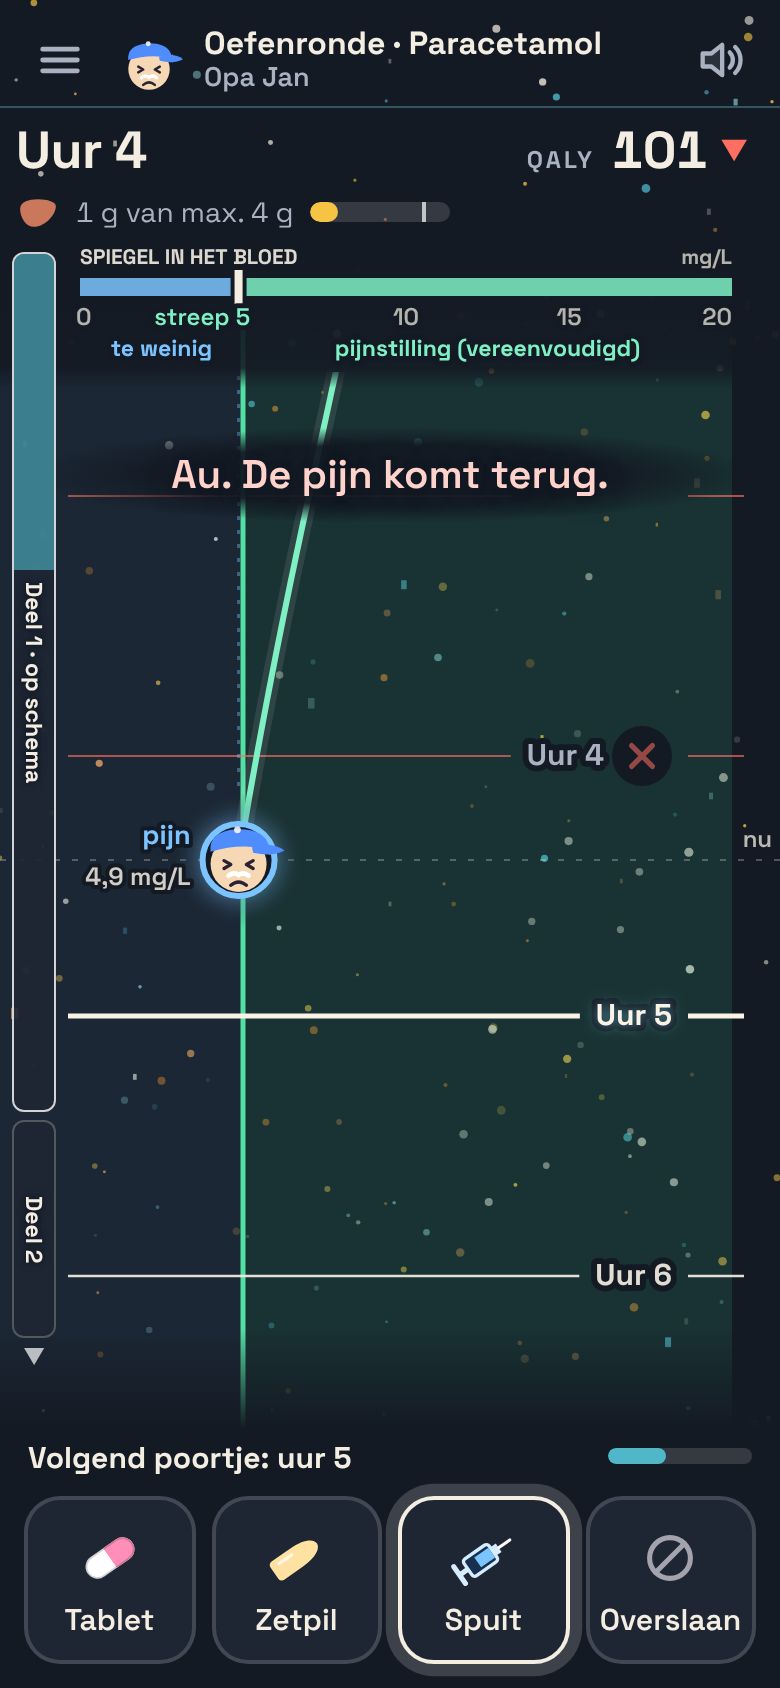 Oefenronde · Paracetamol
Opa Jan
Uur 4
QALY 101
1 g van max. 4 g
SPIEGEL IN HET BLOED mg/L
0 streep 5 10 15 20
te weinig pijnstilling (vereenvoudigd)
Au. De pijn komt terug.
Deel 1 · op schema
Uur 4
pijn
nu
4,9 mg/L
Uur 5
Deel 2
Uur 6
Volgend poortje: uur 5
Tablet Zetpil Spuit Overslaan